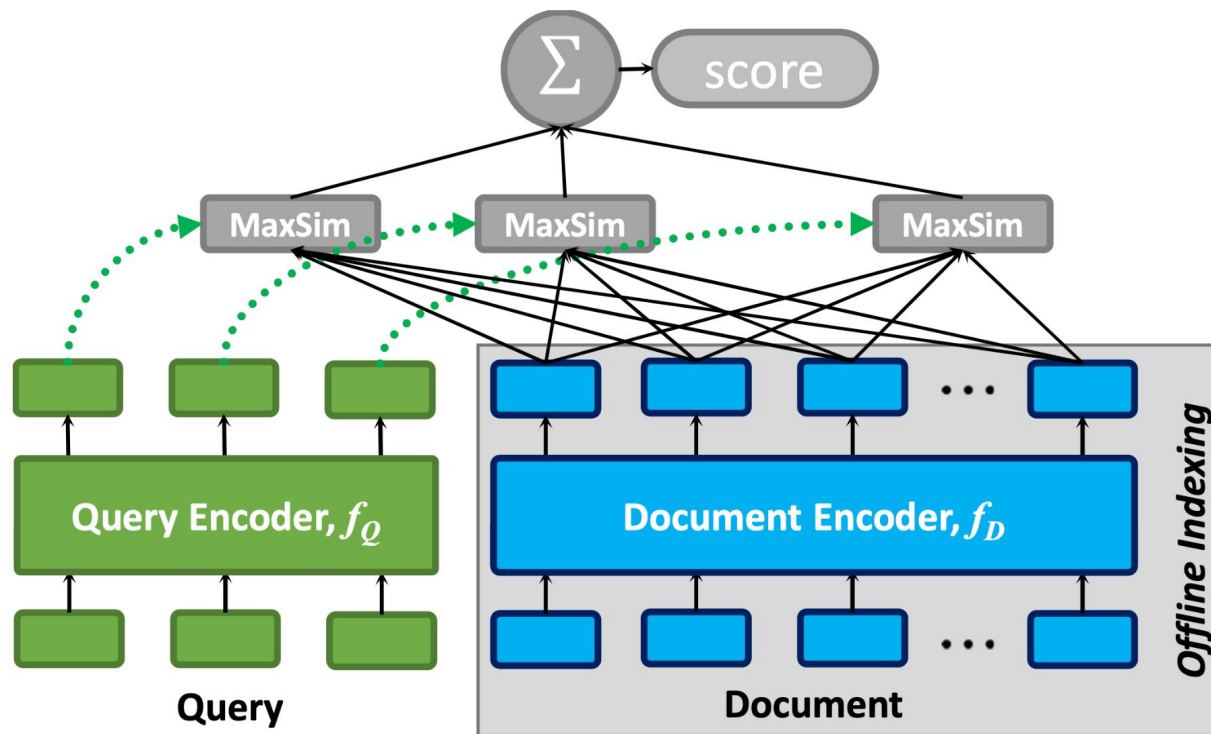 Σ
score
MaxSim
MaxSim
MaxSim
...
Query Encoder, f_Q
Document Encoder, f_D
...
Query
Document
Offline Indexing